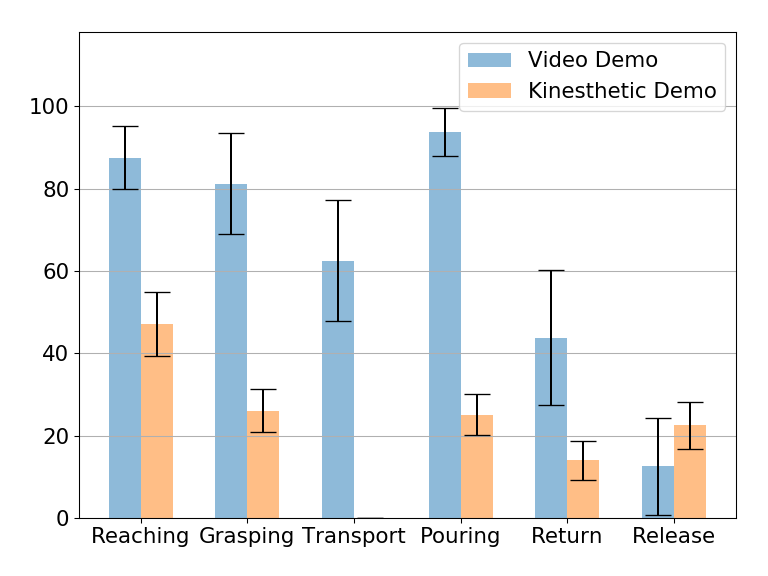 Video Demo
Kinesthetic Demo
100
80
60
40
20
0
Reaching Grasping Transport Pouring Return Release